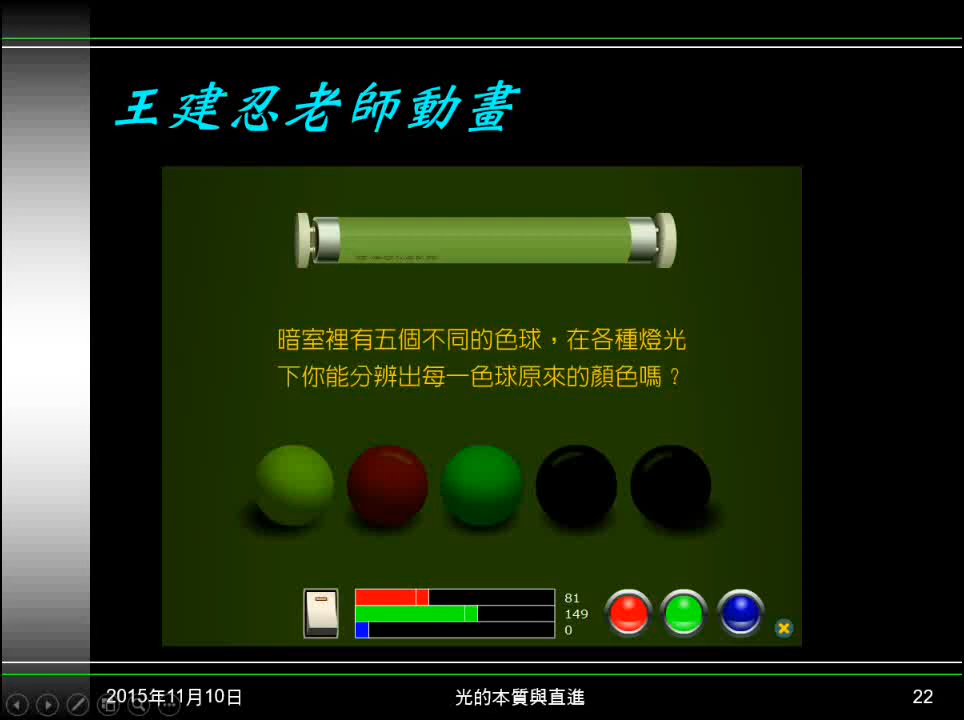 王建忍老師動畫
暗室裡有五個不同的色球，在各種燈光
下你能分辨出每一色球原來的顏色嗎？
81
149
0
2015年11月10日
光的本質與直進
22